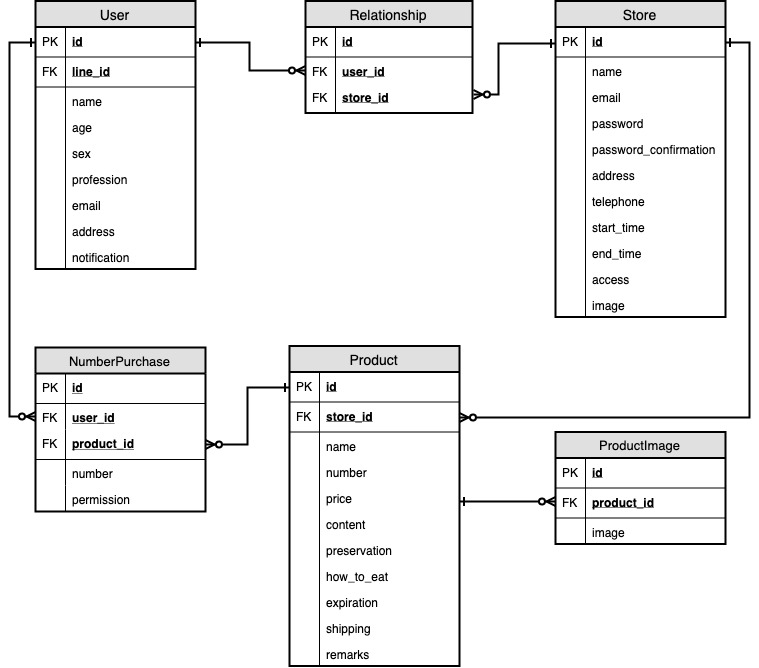 User
PK id
FK line_id
name
age
sex
profession
email
address
notification
Relationship
PK id
FK user_id
FK store_id
Store
PK id
name
email
password
password_confirmation
address
telephone
start_time
end_time
access
image
NumberPurchase
PK id
FK user_id
FK product_id
number
permission
Product
PK id
FK store_id
name
number
price
content
preservation
how_to_eat
expiration
shipping
remarks
ProductImage
PK id
FK product_id
image